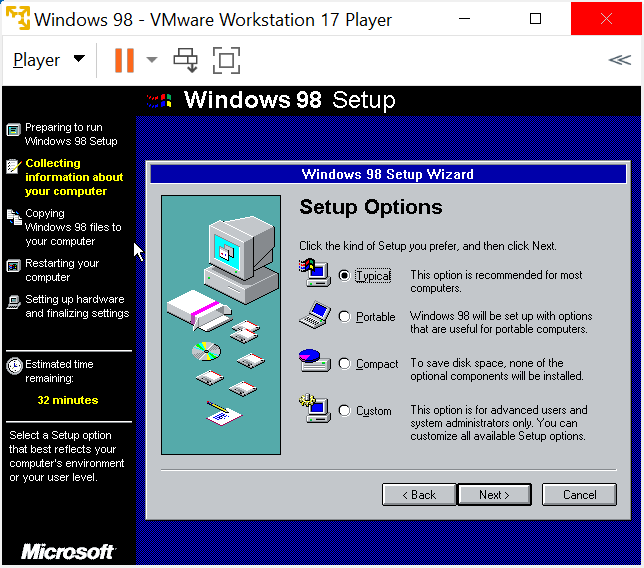 Windows 98 - VMware Workstation 17 Player
Player
Windows 98 Setup
Preparing to run
Windows 98 Setup
Collecting
information about
your computer
Copying
Windows 98 files to
your computer
Restarting your
computer
Setting up hardware
and finalizing settings
Estimated time
remaining:
32 minutes
Select a Setup option
that best reflects your
computer's environment
or your user level.
Microsoft
Windows 98 Setup Wizard
Setup Options
Click the kind of Setup you prefer, and then click Next.
Typical
This option is recommended for most
computers.
Portable
Windows 98 will be set up with options
that are useful for portable computers.
Compact
To save disk space, none of the
optional components will be installed.
Custom
This option is for advanced users and
system administrators only. You can
customize all available Setup options.
< Back
Next >
Cancel